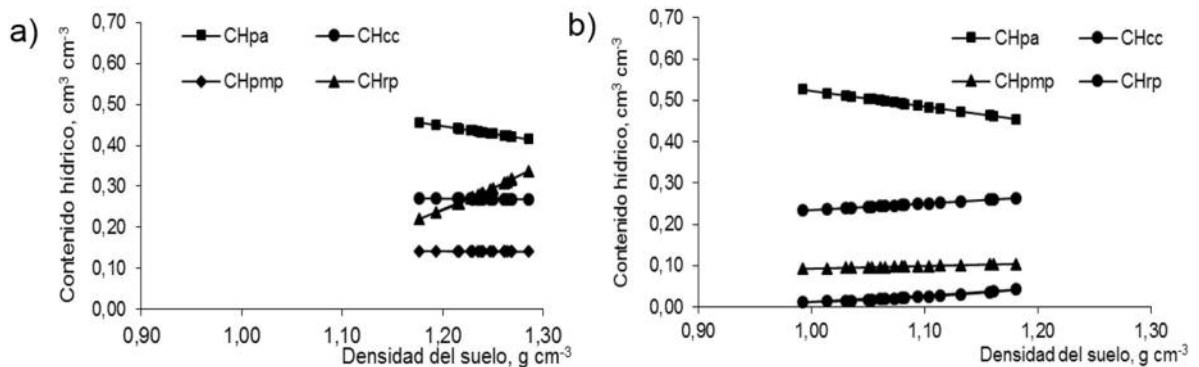 a)
0,70
0,60
0,50
0,40
0,30
0,20
0,10
0,00
Contenido hídrico, cm³ cm⁻³
CHpa CHcc
CHpmp CHrp
0,90 1,00 1,10 1,20 1,30
Densidad del suelo, g cm⁻³
b)
0,70
0,60
0,50
0,40
0,30
0,20
0,10
0,00
Contenido hídrico, cm³ cm⁻³
CHpa CHcc
CHpmp CHrp
0,90 1,00 1,10 1,20 1,30
Densidad del suelo, g cm⁻³